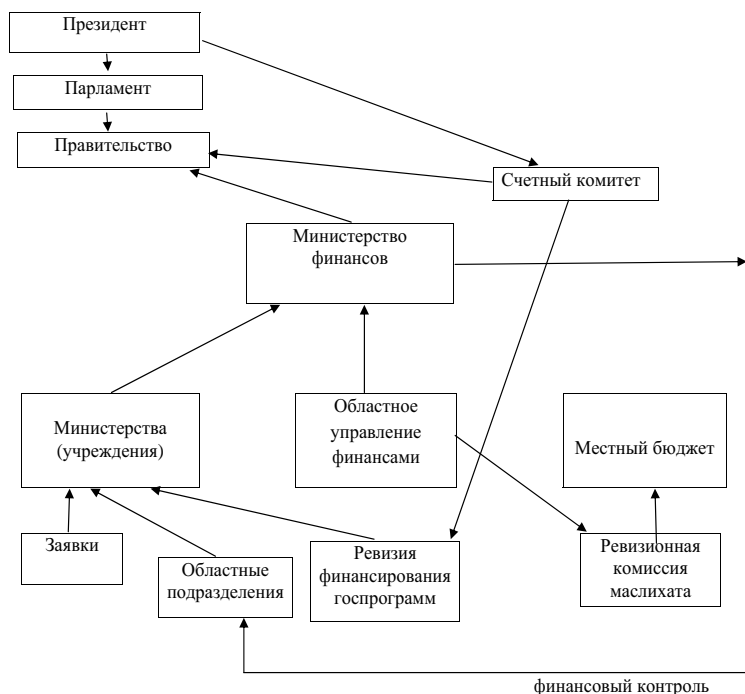 Президент
Парламент
Правительство
Счетный комитет
Министерство
финансов
Министерства
(учреждения)
Областное
управление
финансами
Местный бюджет
Заявки
Областные
подразделения
Ревизия
финансирования
госпрограмм
Ревизионная
комиссия
маслихата
финансовый контроль